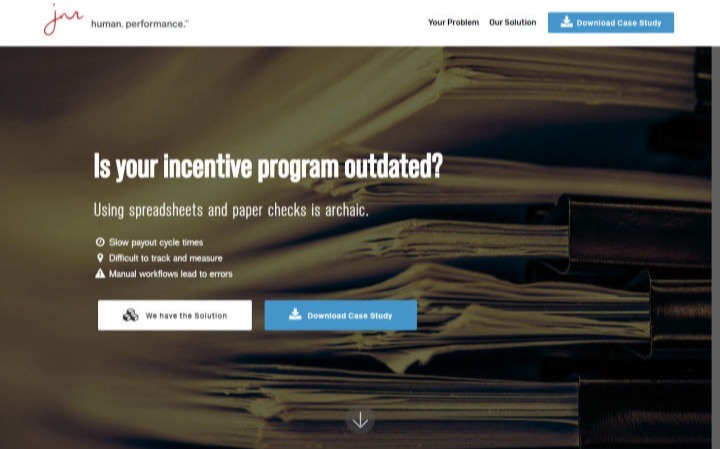 jnr human. performance.™
Your Problem
Our Solution
Download Case Study
Is your incentive program outdated?
Using spreadsheets and paper checks is archaic.
Slow payout cycle times
Difficult to track and measure
Manual workflows lead to errors
We have the Solution
Download Case Study